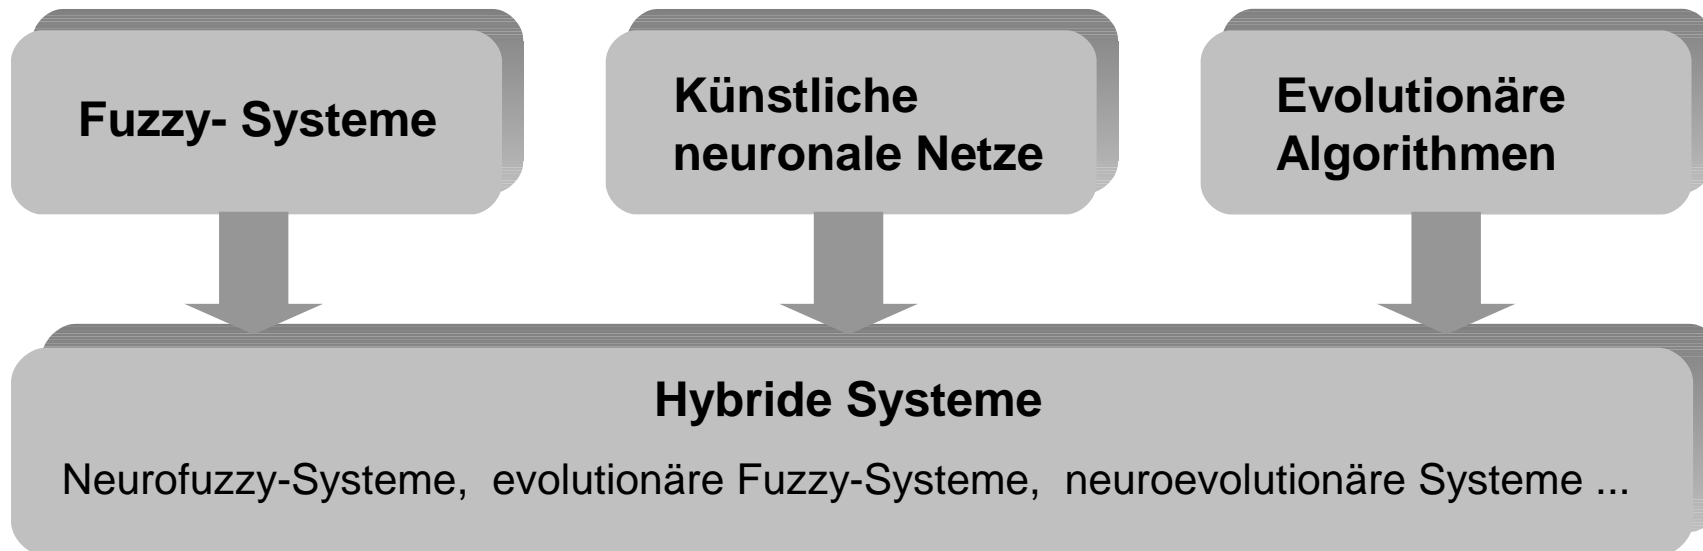 Fuzzy- Systeme
Künstliche
neuronale Netze
Evolutionäre
Algorithmen
Hybride Systeme
Neurofuzzy-Systeme, evolutionäre Fuzzy-Systeme, neuroevolutionäre Systeme ...